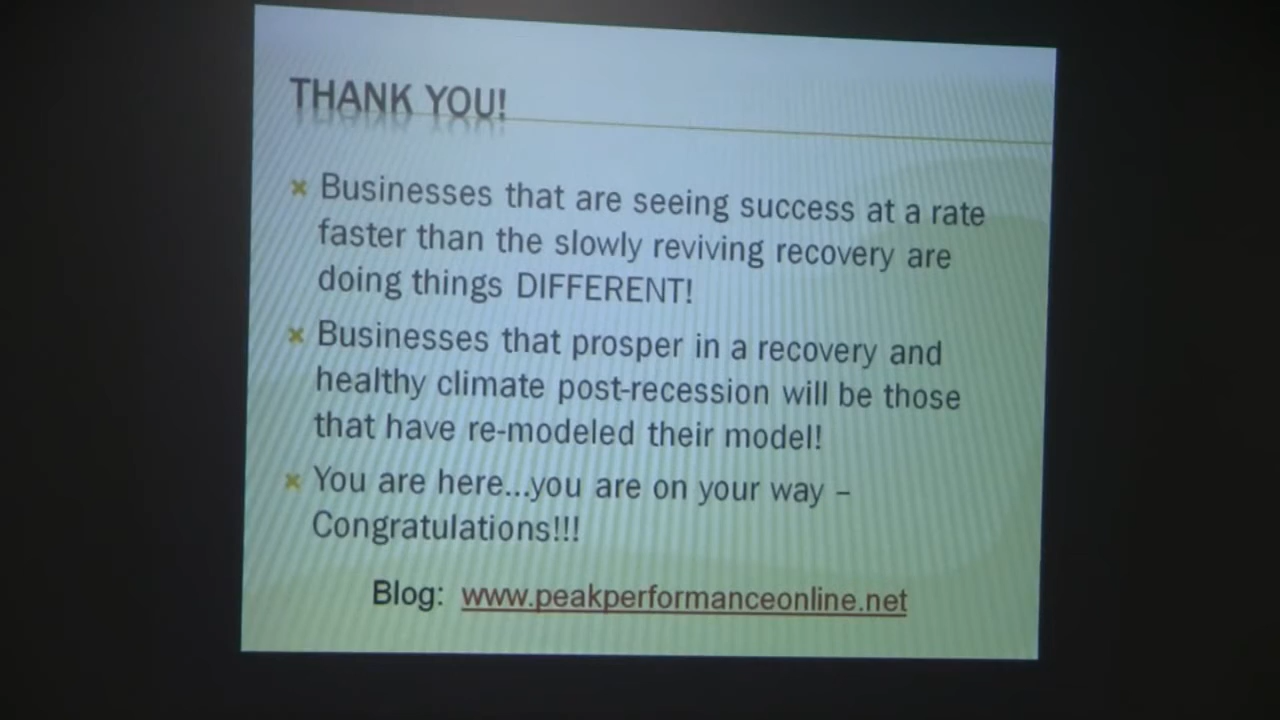 THANK YOU!
Businesses that are seeing success at a rate
faster than the slowly reviving recovery are
doing things DIFFERENT!
Businesses that prosper in a recovery and
healthy climate post-recession will be those
that have re-modeled their model!
You are here...you are on your way –
Congratulations!!!
Blog: www.peakperformanceonline.net